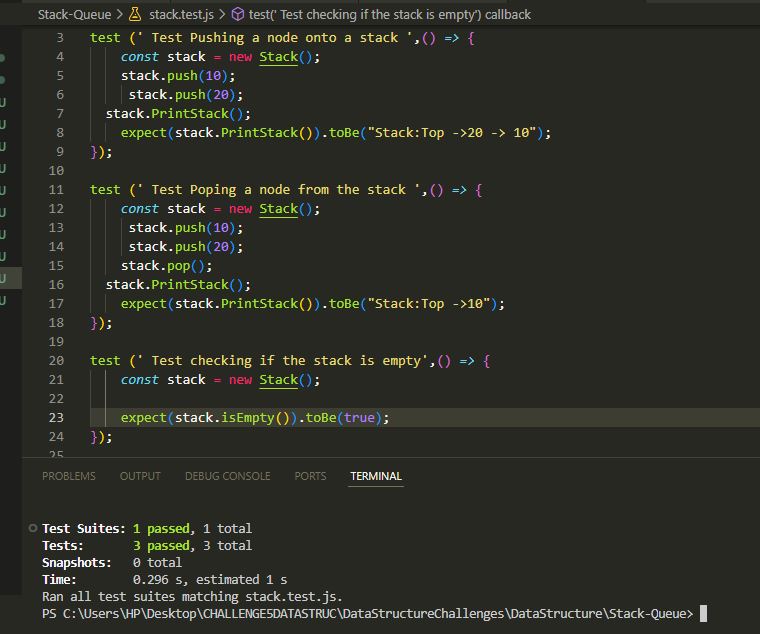 Stack-Queue > stack.test.js > test(' Test checking if the stack is empty') callback
3 test (' Test Pushing a node onto a stack ',() => {
4 const stack = new Stack();
5 stack.push(10);
6 stack.push(20);
7 stack.PrintStack();
8 expect(stack.PrintStack()).toBe("Stack:Top ->20 -> 10");
9 });
10
11 test (' Test Poping a node from the stack ',() => {
12 const stack = new Stack();
13 stack.push(10);
14 stack.push(20);
15 stack.pop();
16 stack.PrintStack();
17 expect(stack.PrintStack()).toBe("Stack:Top ->10");
18 });
19
20 test (' Test checking if the stack is empty',() => {
21 const stack = new Stack();
22
23 expect(stack.isEmpty()).toBe(true);
24 });
25
U
U
U
U
U
U
U
U
U
U
PROBLEMS OUTPUT DEBUG CONSOLE PORTS TERMINAL
Test Suites: 1 passed, 1 total
Tests: 3 passed, 3 total
Snapshots: 0 total
Time: 0.296 s, estimated 1 s
Ran all test suites matching stack.test.js.
PS C:\Users\HP\Desktop\CHALLENGE5DATASTRUC\DataStructureChallenges\DataStructure\Stack-Queue>